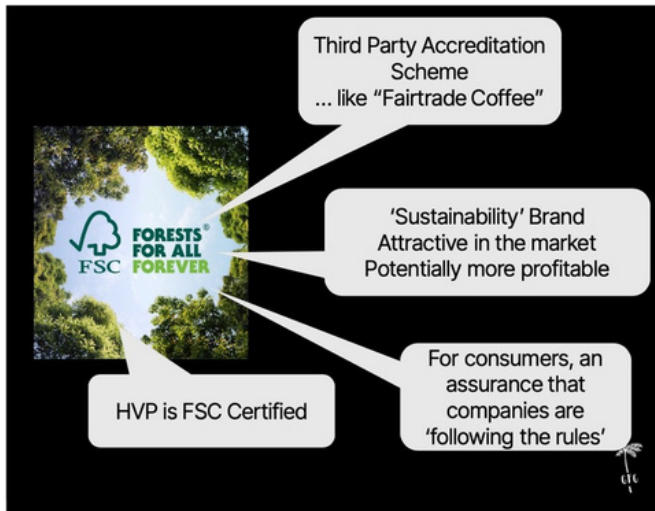 Third Party Accreditation
Scheme
... like “Fairtrade Coffee”
FSC
FORESTS®
FOR ALL
FOREVER
‘Sustainability’ Brand
Attractive in the market
Potentially more profitable
For consumers, an
assurance that
companies are
‘following the rules’
HVP is FSC Certified
GTG